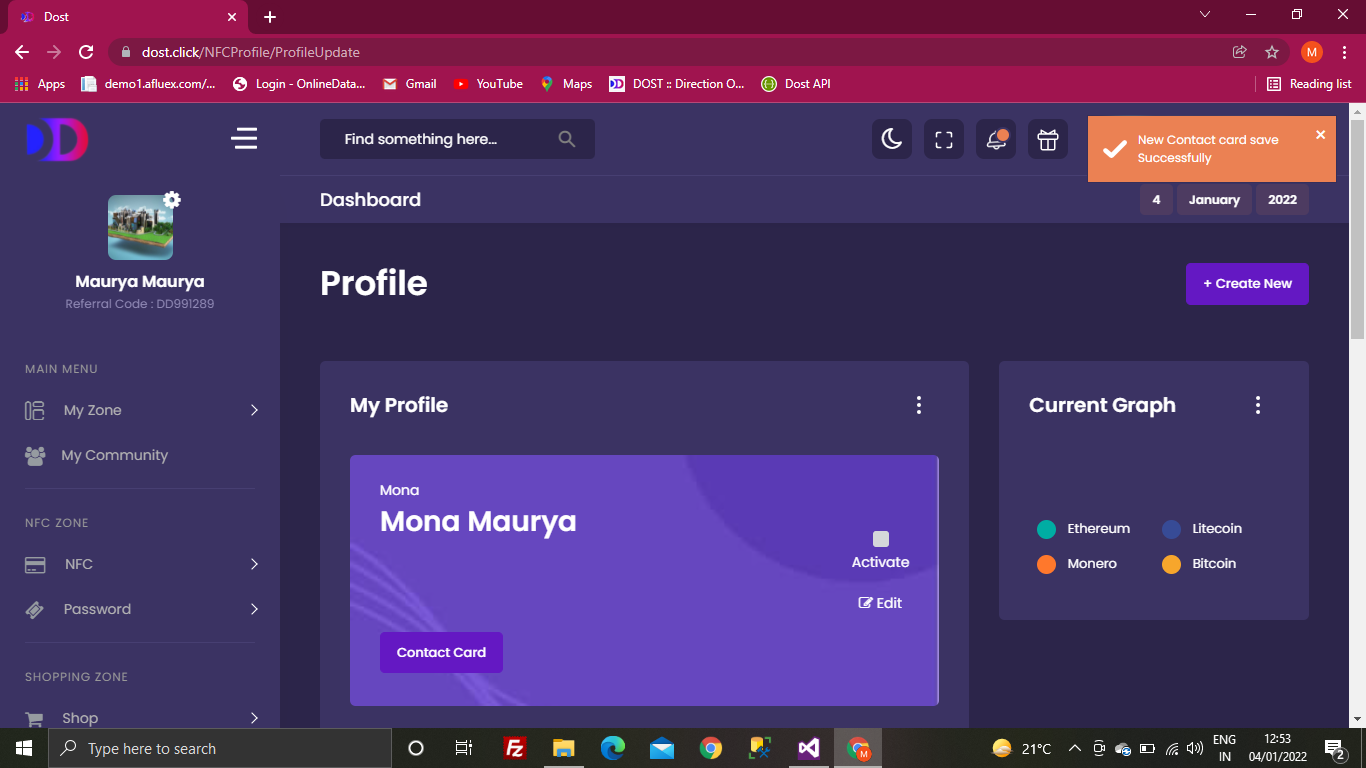 Dost
dost.click/NFCProfile/ProfileUpdate
M
Apps
demo1.afluex.com/...
Login - OnlineData...
Gmail
YouTube
Maps
DOST :: Direction O...
Dost API
Reading list
Find something here...
New Contact card save
Successfully
Dashboard
4 January 2022
Maurya Maurya
Referral Code : DD991289
Profile
+ Create New
MAIN MENU
My Zone
My Community
NFC ZONE
NFC
Password
SHOPPING ZONE
Shop
My Profile
Mona
Mona Maurya
Activate
Edit
Contact Card
Current Graph
Ethereum
Litecoin
Monero
Bitcoin
Type here to search
21°C
ENG
IN
12:53
04/01/2022
2